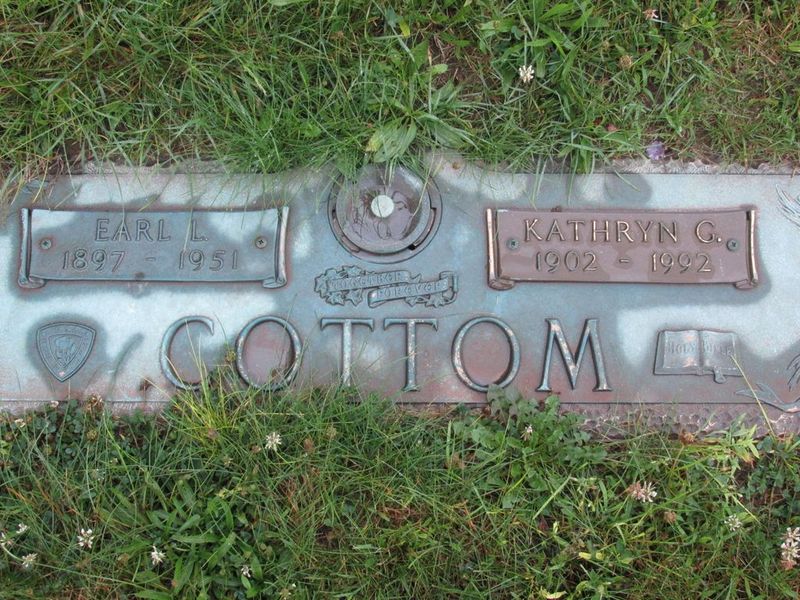 EARL L.
1897 - 1951
KATHRYN G.
1902 - 1992
TOGETHER
FOREVER
COTTOM
HOLY BIBLE